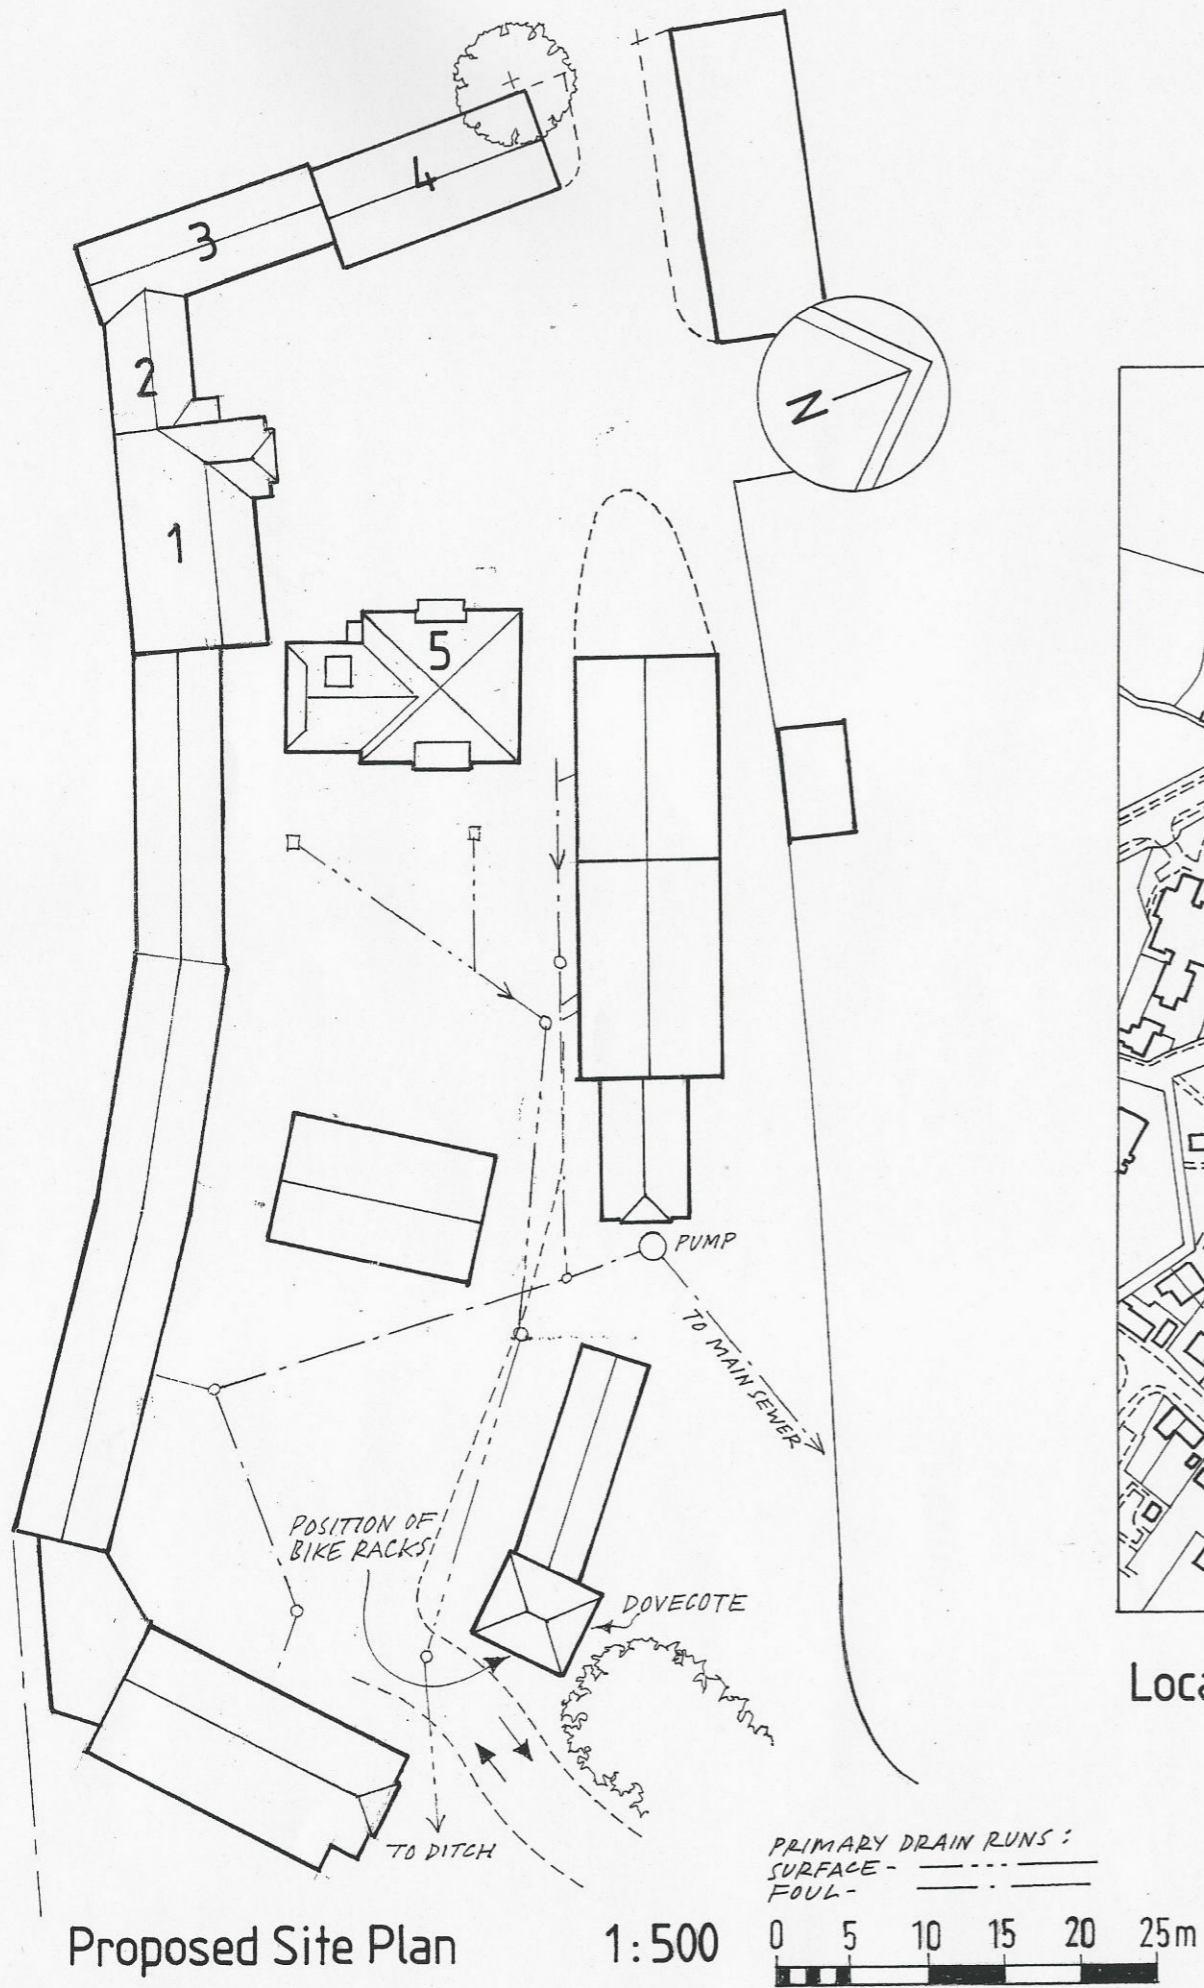 4
3
2
N
1
5
PUMP
TO MAIN SEWER
POSITION OF
BIKE RACKS
DOVECOTE
TO DITCH
PRIMARY DRAIN RUNS :
SURFACE -
FOUL -
Proposed Site Plan 1:500
0 5 10 15 20 25m